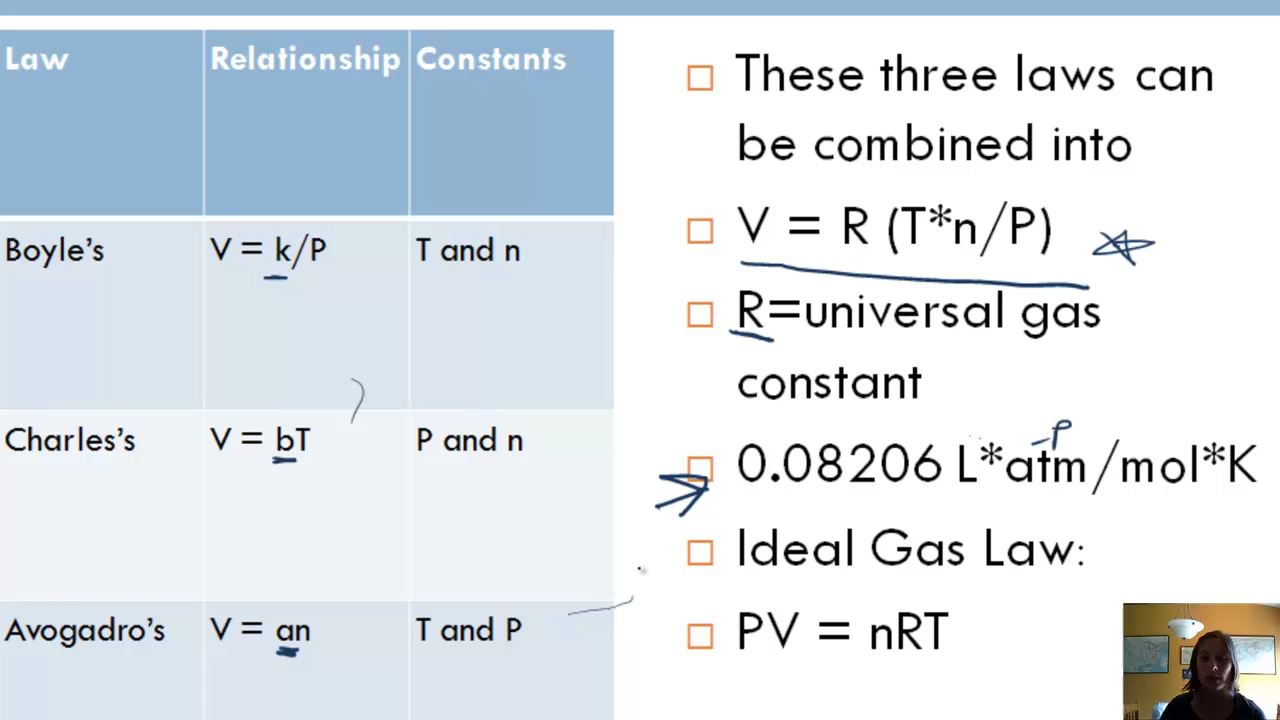 Law Relationship Constants
Boyle's V = k/P T and n
Charles's V = bT P and n
Avogadro's V = an T and P
These three laws can
be combined into
V = R (T*n/P)
R=universal gas
constant
P
0.08206 L*atm/mol*K
Ideal Gas Law:
PV = nRT